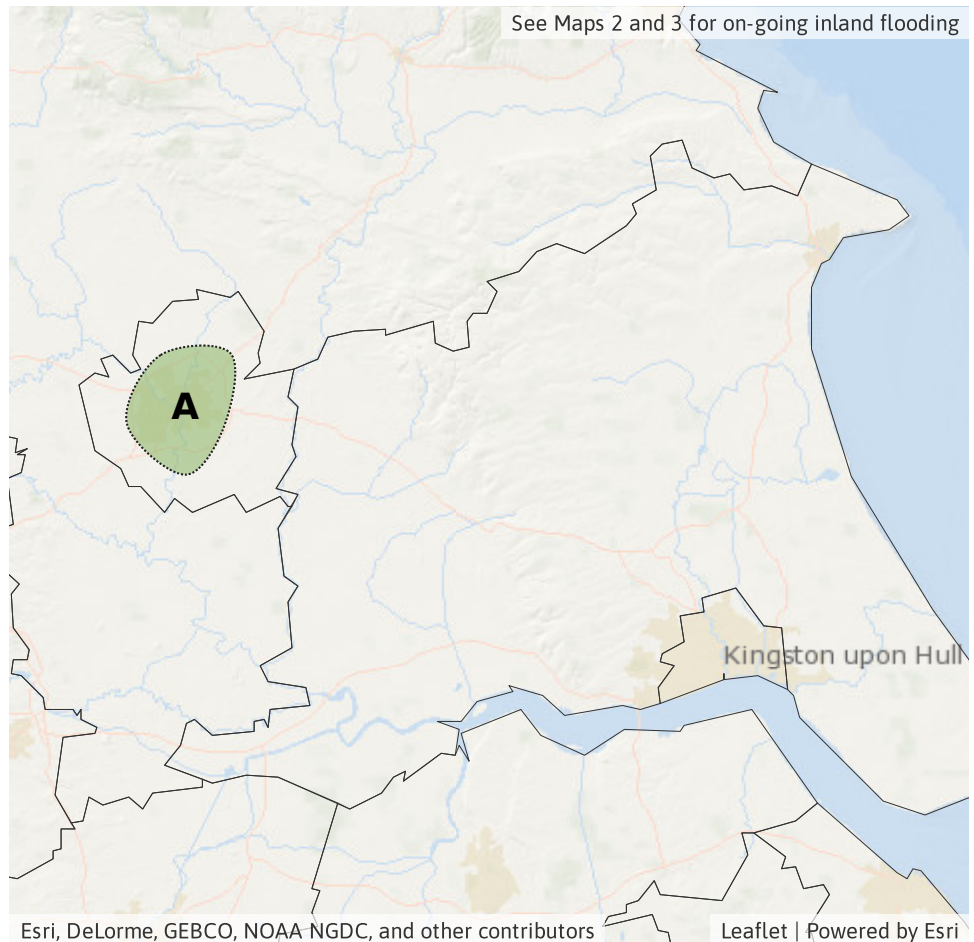 See Maps 2 and 3 for on-going inland flooding
A
Kingston upon Hull
Esri, DeLorme, GEBCO, NOAA NGDC, and other contributors
Leaflet | Powered by Esri